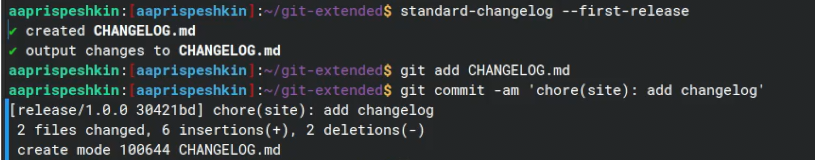 aaprispeshkin:[aaprispeshkin]:~/git-extended$ standard-changelog --first-release
✔ created CHANGELOG.md
✔ output changes to CHANGELOG.md
aaprispeshkin:[aaprispeshkin]:~/git-extended$ git add CHANGELOG.md
aaprispeshkin:[aaprispeshkin]:~/git-extended$ git commit -am 'chore(site): add changelog'
[release/1.0.0 30421bd] chore(site): add changelog
 2 files changed, 6 insertions(+), 2 deletions(-)
 create mode 100644 CHANGELOG.md